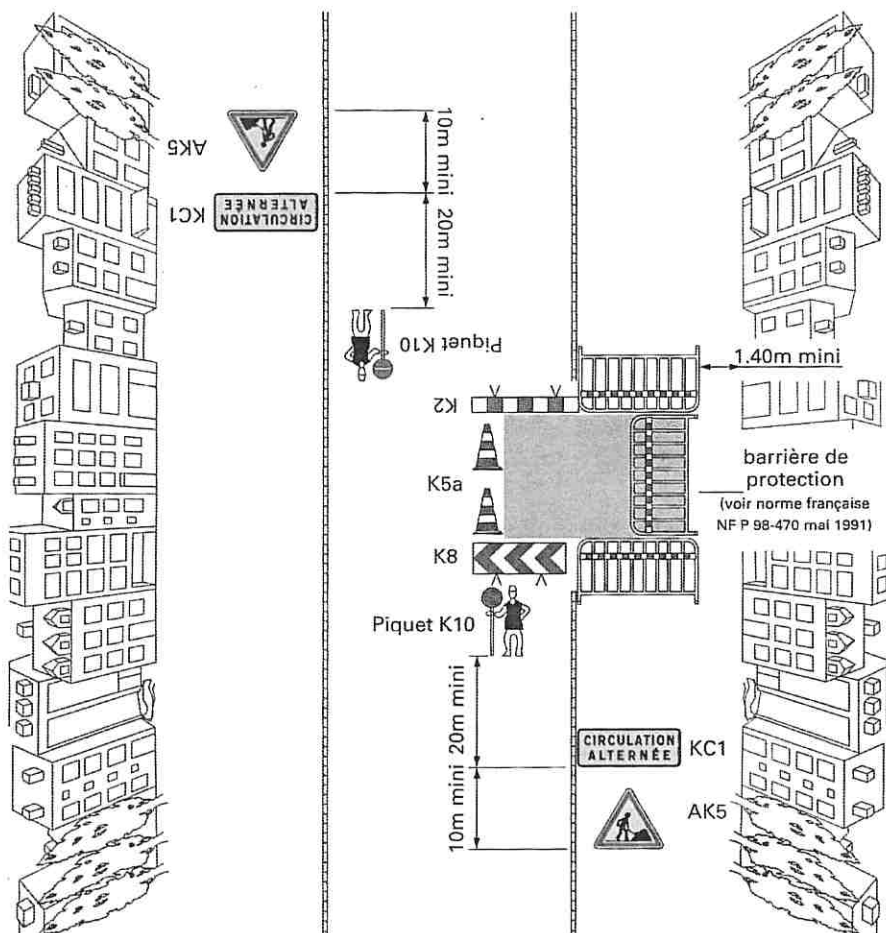 AK5
10m mini
KC1
CIRCULATION
ALTERNÉE
20m mini
Piquet K10
1.40m mini
K2
K5a
barrière de
protection
(voir norme française
NF P 98-470 mai 1991)
K8
Piquet K10
20m mini
CIRCULATION
ALTERNÉE
KC1
10m mini
AK5